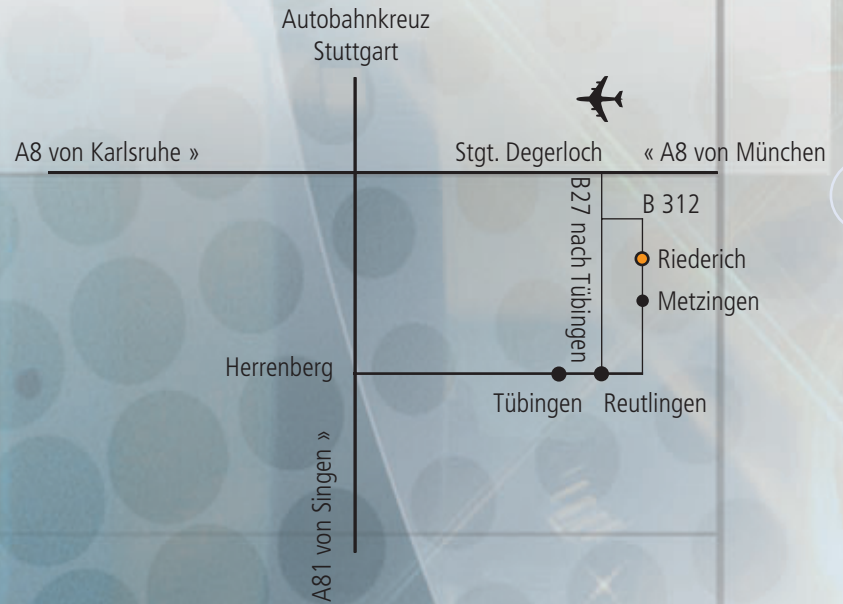 Autobahnkreuz
Stuttgart
A8 von Karlsruhe »
Stgt. Degerloch
« A8 von München
B27 nach Tübingen
B 312
Riederich
Metzingen
Herrenberg
Tübingen
Reutlingen
A81 von Singen »